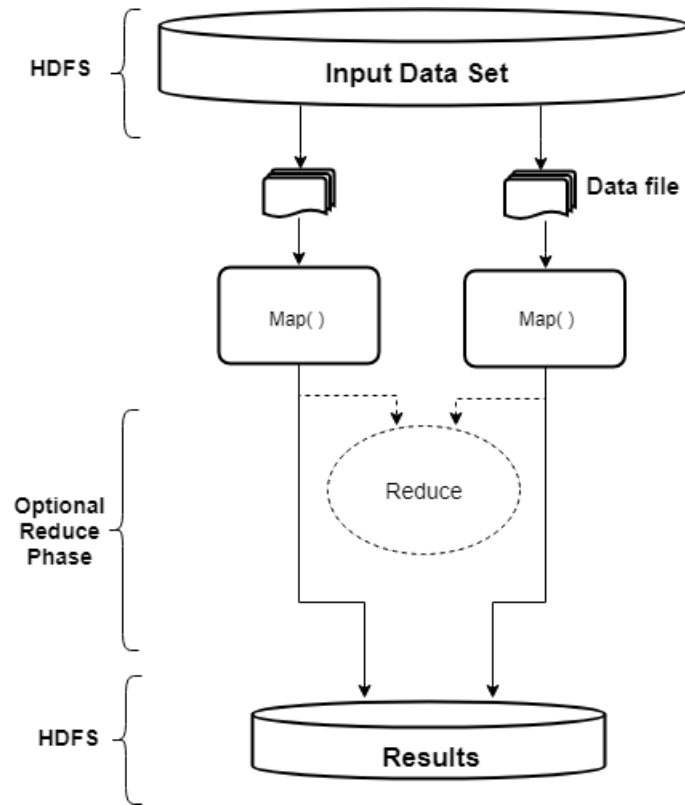 HDFS
Input Data Set
Data file
Map( )
Map( )
Optional
Reduce
Phase
Reduce
HDFS
Results